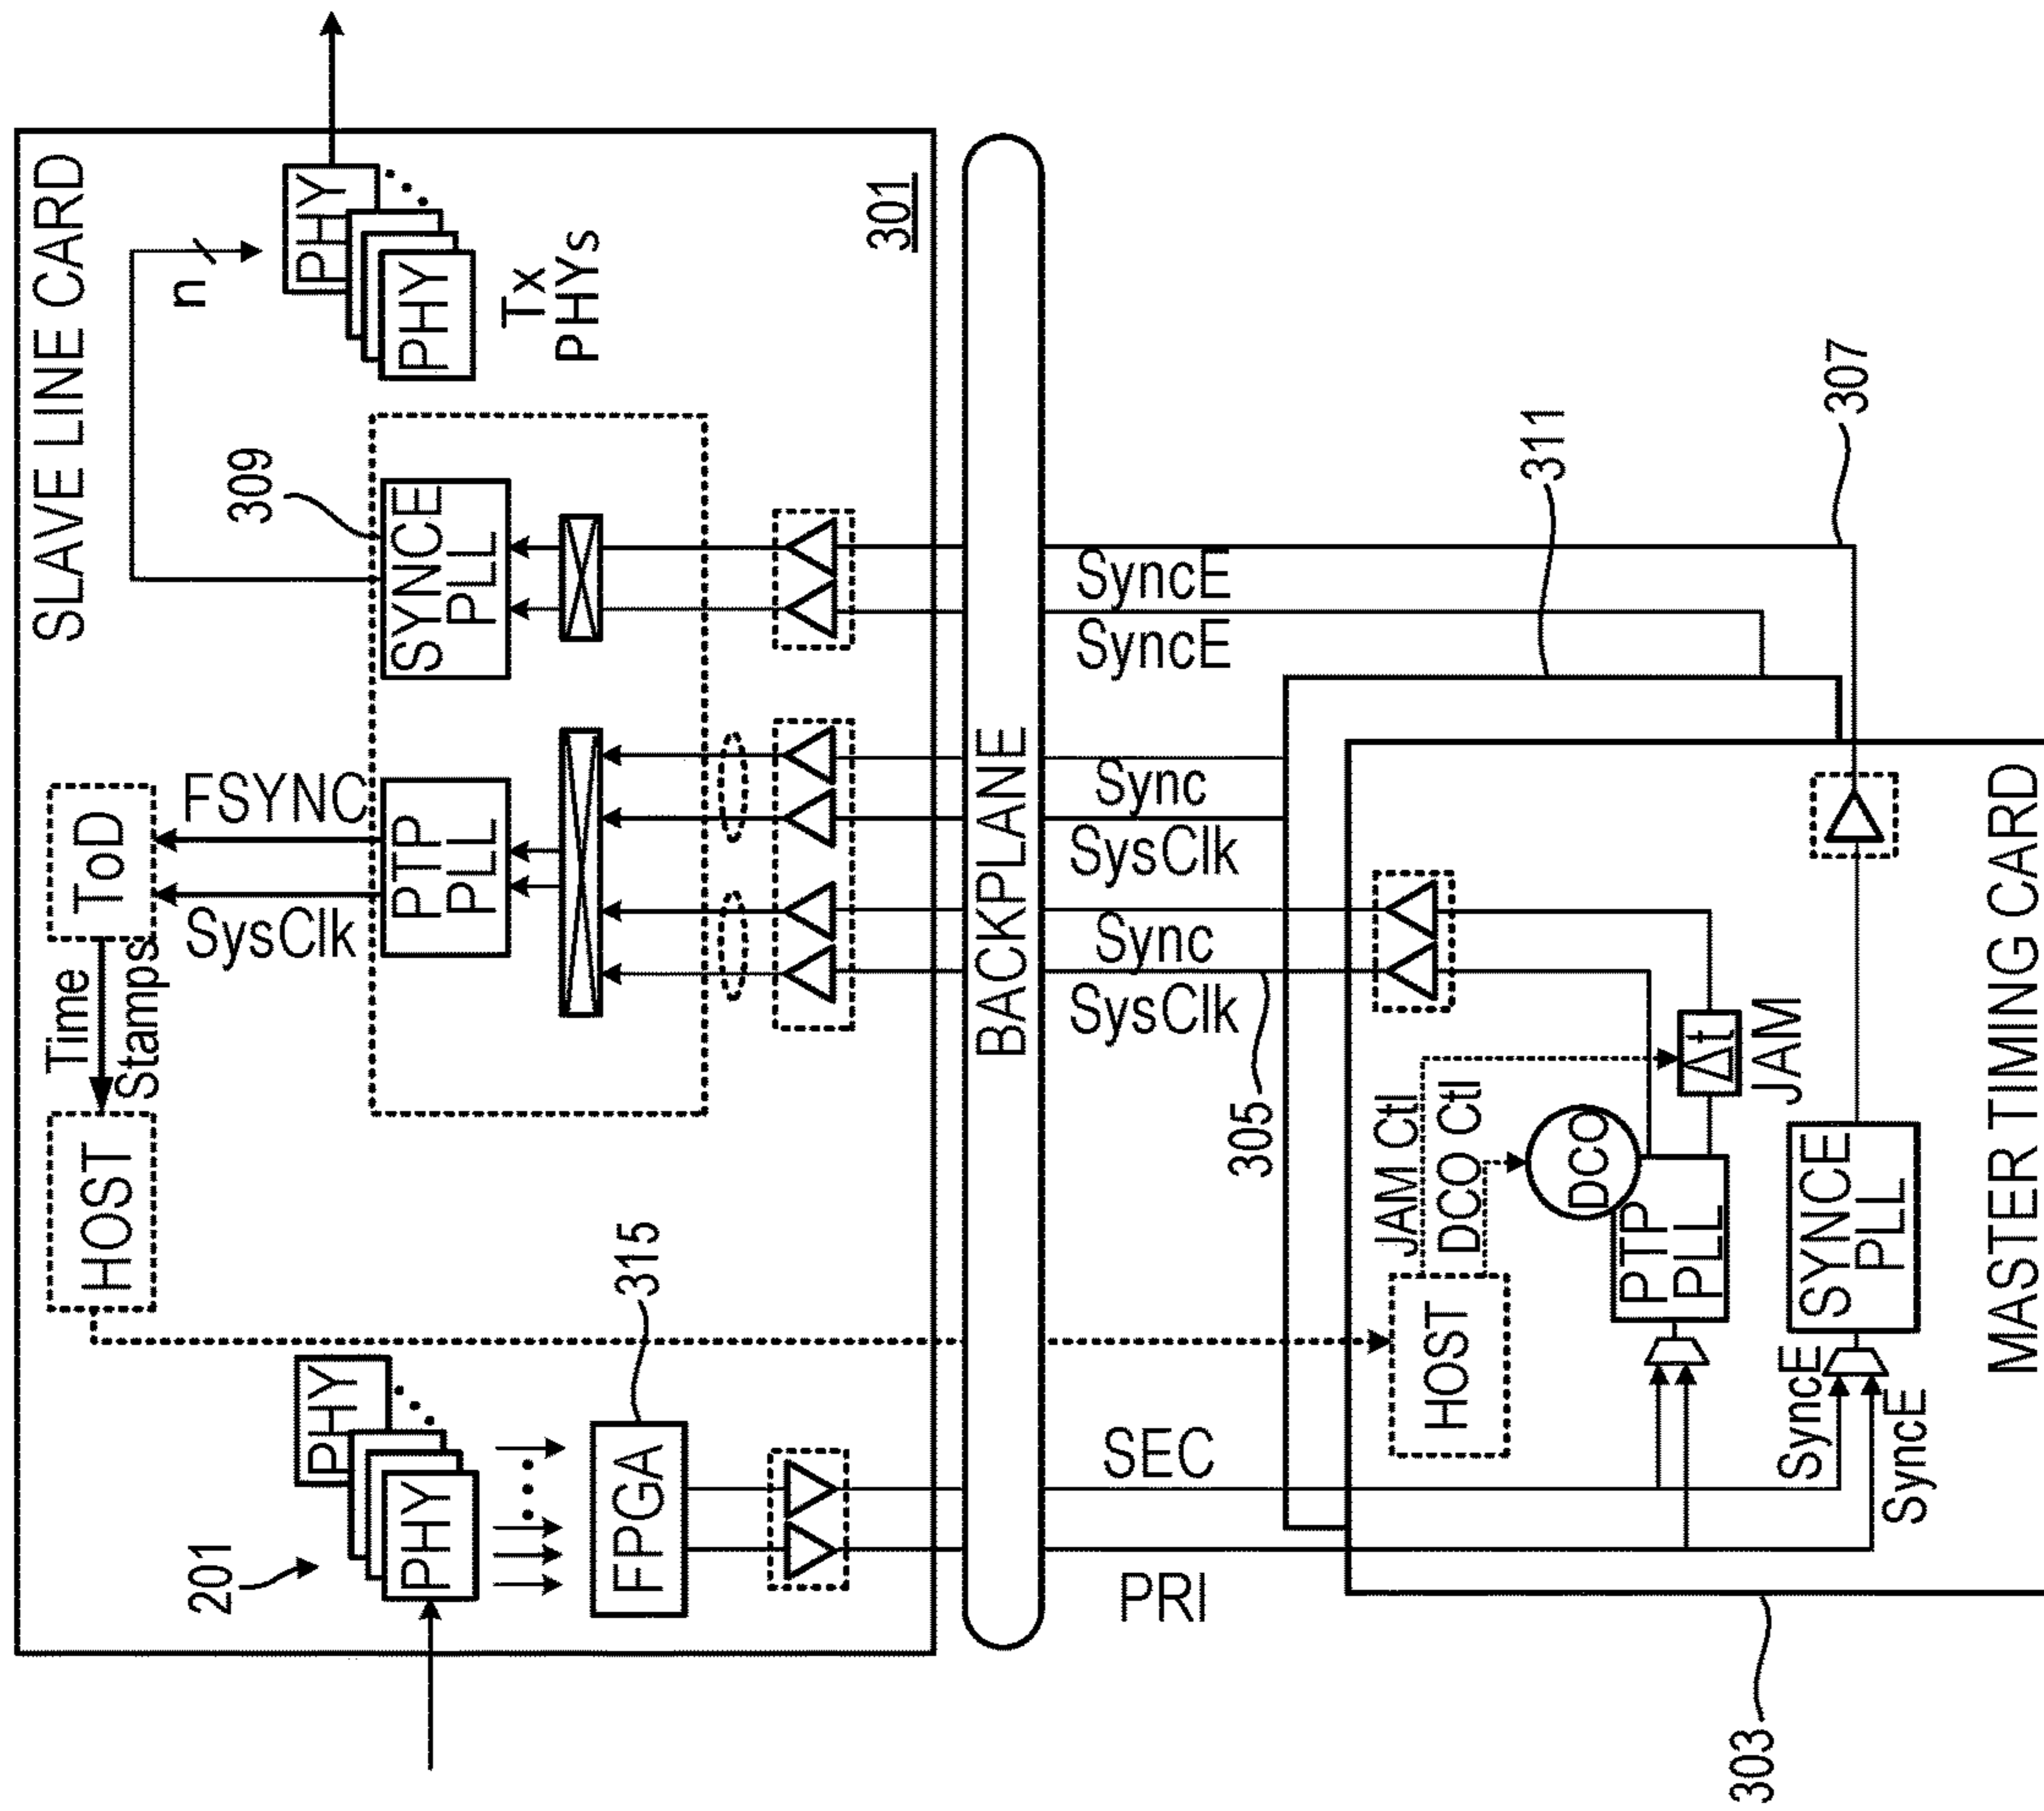 SLAVE LINE CARD
201
PHY
PHY
FPGA
315
HOST
Time
Stamps
ToD
SysClk
FSYNC
PTP
PLL
309
SYNCE
PLL
n
PHY
PHY
Tx
PHYs
301
BACKPLANE
PRI
SEC
SysClk
Sync
SysClk
Sync
SyncE
SyncE
305
311
307
303
HOST
JAM Ctl
DCO Ctl
DCO
PTP
PLL
Δt
JAM
SyncE
SyncE
SYNCE
PLL
MASTER TIMING CARD